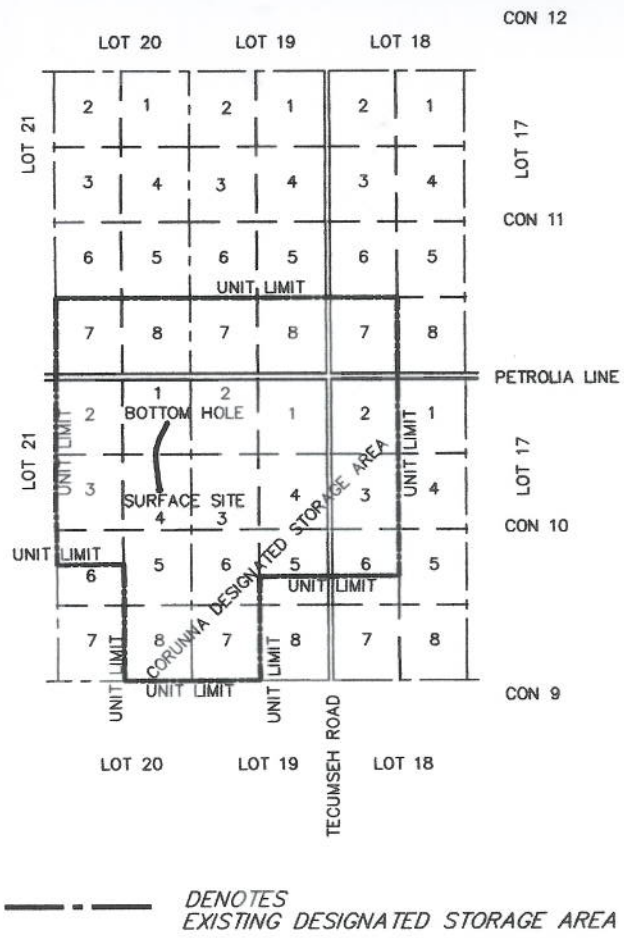 CON 12
LOT 20 LOT 19 LOT 18
2 1 2 1 2 1
LOT 21
LOT 17
3 4 3 4 3 4
CON 11
6 5 6 5 6 5
UNIT LIMIT
7 8 7 8 7 8
PETROLIA LINE
1 2
2 BOTTOM HOLE 1 2 1
UNIT LIMIT
UNIT LIMIT
LOT 21
LOT 17
3 SURFACE SITE 4 3 4
4 3
CON 10
CORUNNA DESIGNATED STORAGE AREA
UNIT LIMIT
6 5 6 5 6 5
UNIT LIMIT
7 8 7 8 7 8
UNIT LIMIT
UNIT LIMIT
UNIT LIMIT
CON 9
TECUMSEH ROAD
LOT 20 LOT 19 LOT 18
DENOTES
EXISTING DESIGNATED STORAGE AREA